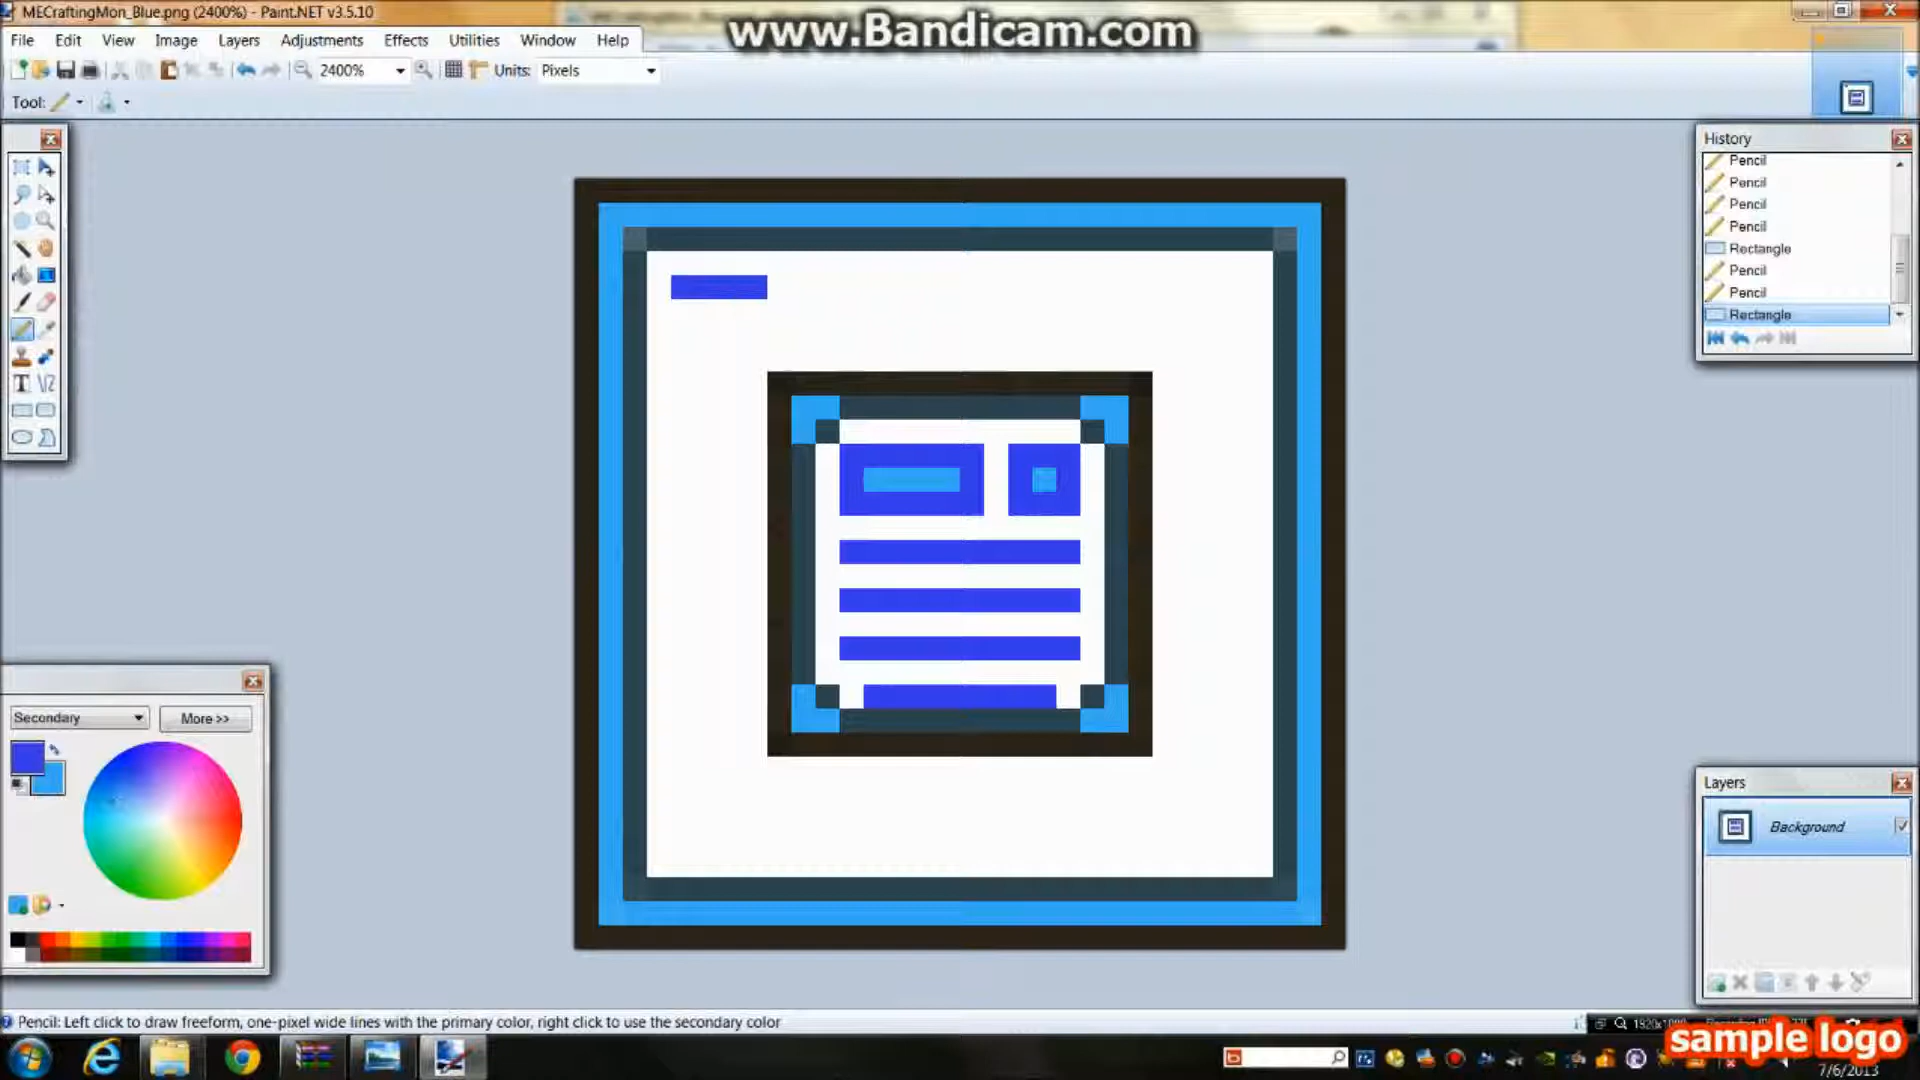 MECraftingMon_Blue.png (2400%) - Paint.NET v3.5.10
www.Bandicam.com
File Edit View Image Layers Adjustments Effects Utilities Window Help
2400% Units: Pixels
Tool:
History
Pencil
Pencil
Pencil
Pencil
Rectangle
Pencil
Pencil
Rectangle
Secondary More >>
Layers
Background
Pencil: Left click to draw freeform, one-pixel wide lines with the primary color, right click to use the secondary color
sample logo
7/6/2013